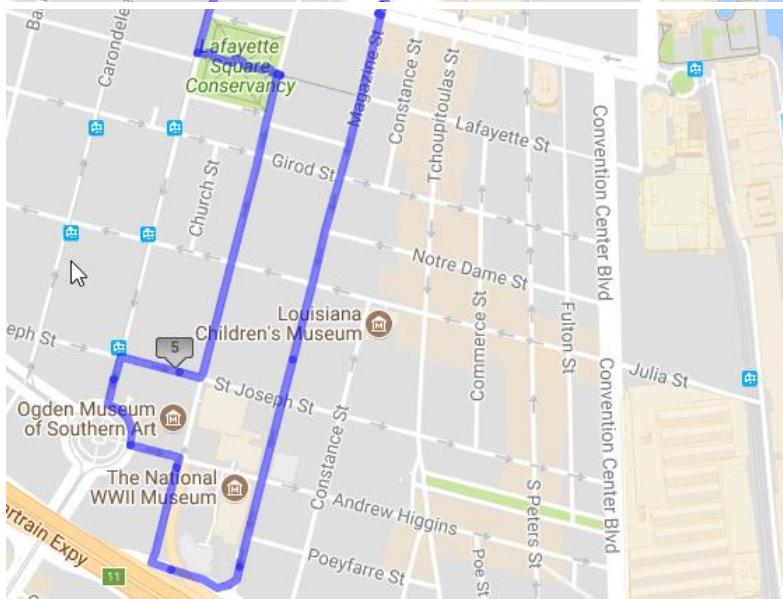 Carondele
Lafayette
Square
Conservancy
Magazine St
Constance St
Tchoupitoulas St
Lafayette St
Convention Center Blvd
Girod St
Church St
Notre Dame St
Louisiana
Children's Museum
Commerce St
Fulton St
Julia St
eph St
5
St Joseph St
Convention Center Blvd
Ogden Museum
of Southern Art
Constance St
The National
WWII Museum
Andrew Higgins
S Peters St
artrain Expy
11
Poeyfarre St
Poe St